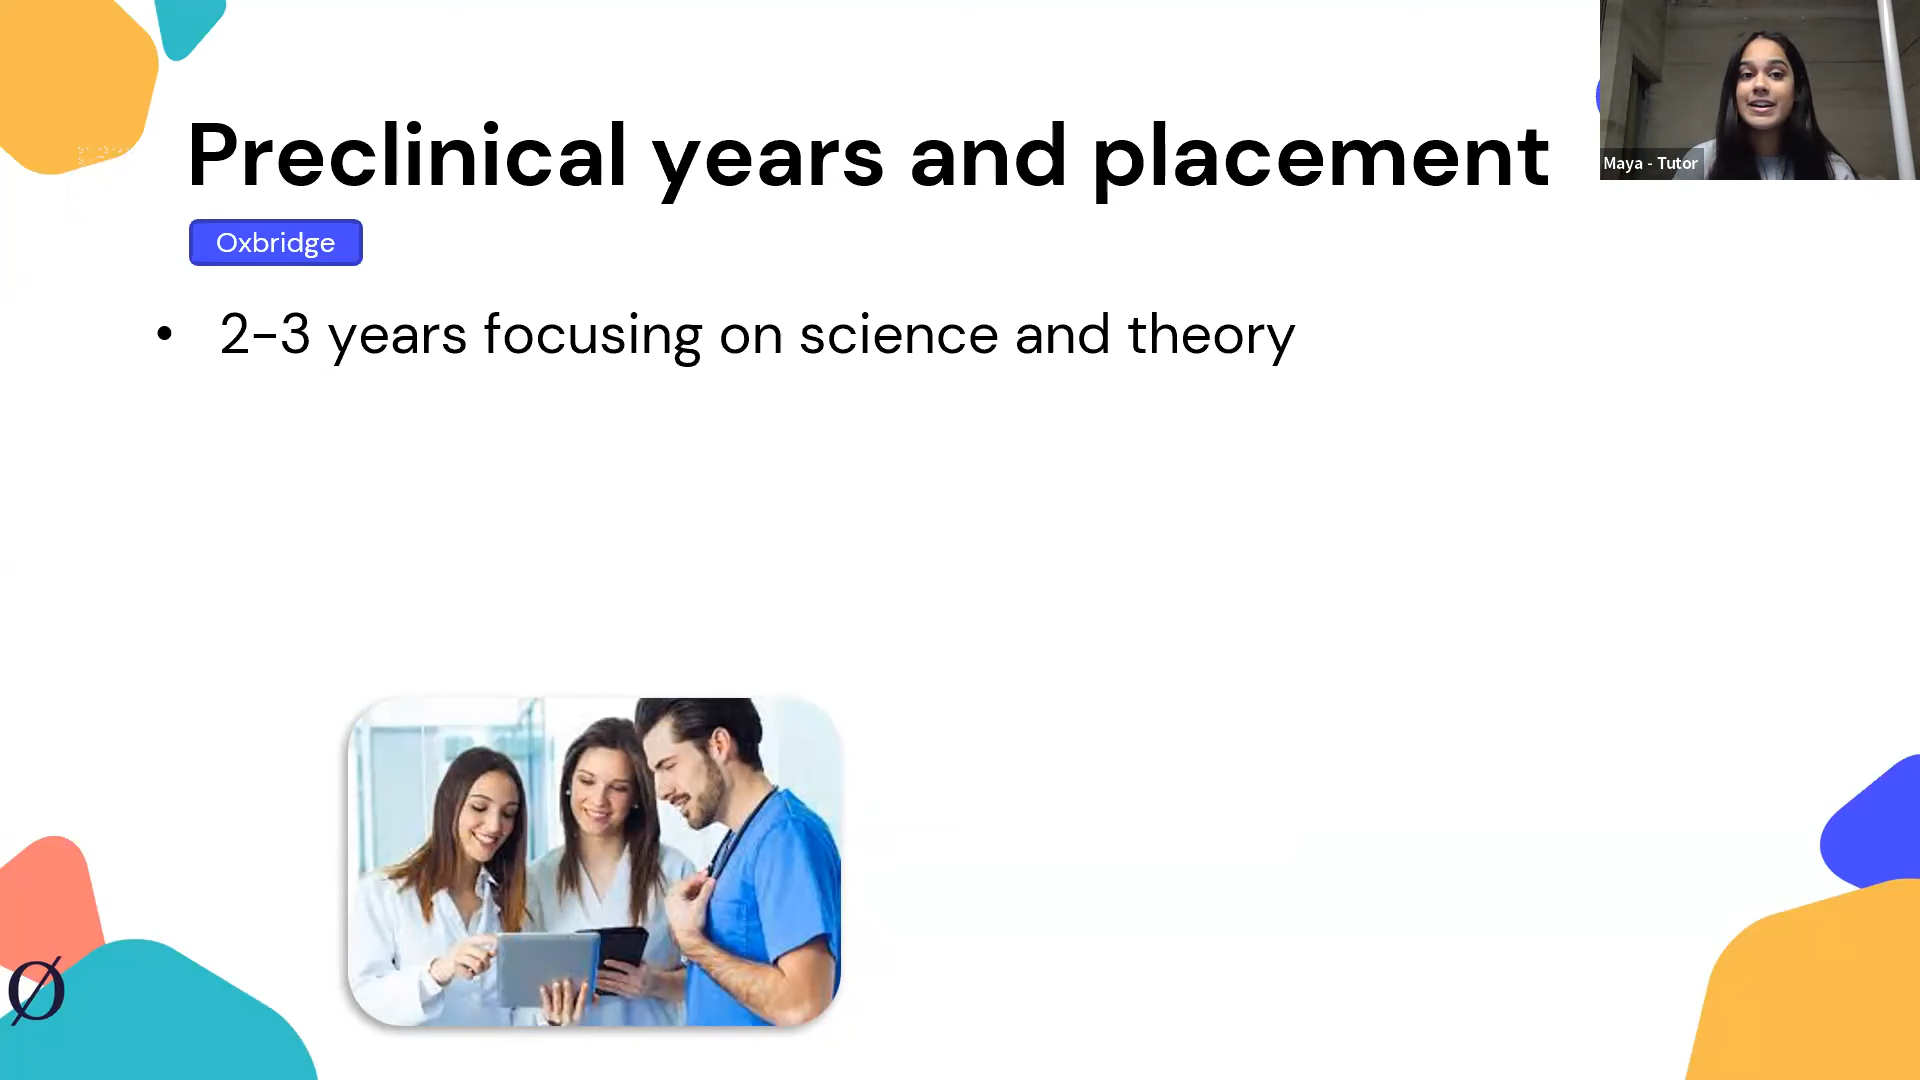 Preclinical years and placement
Maya - Tutor
Oxbridge
• 2-3 years focusing on science and theory
Ø